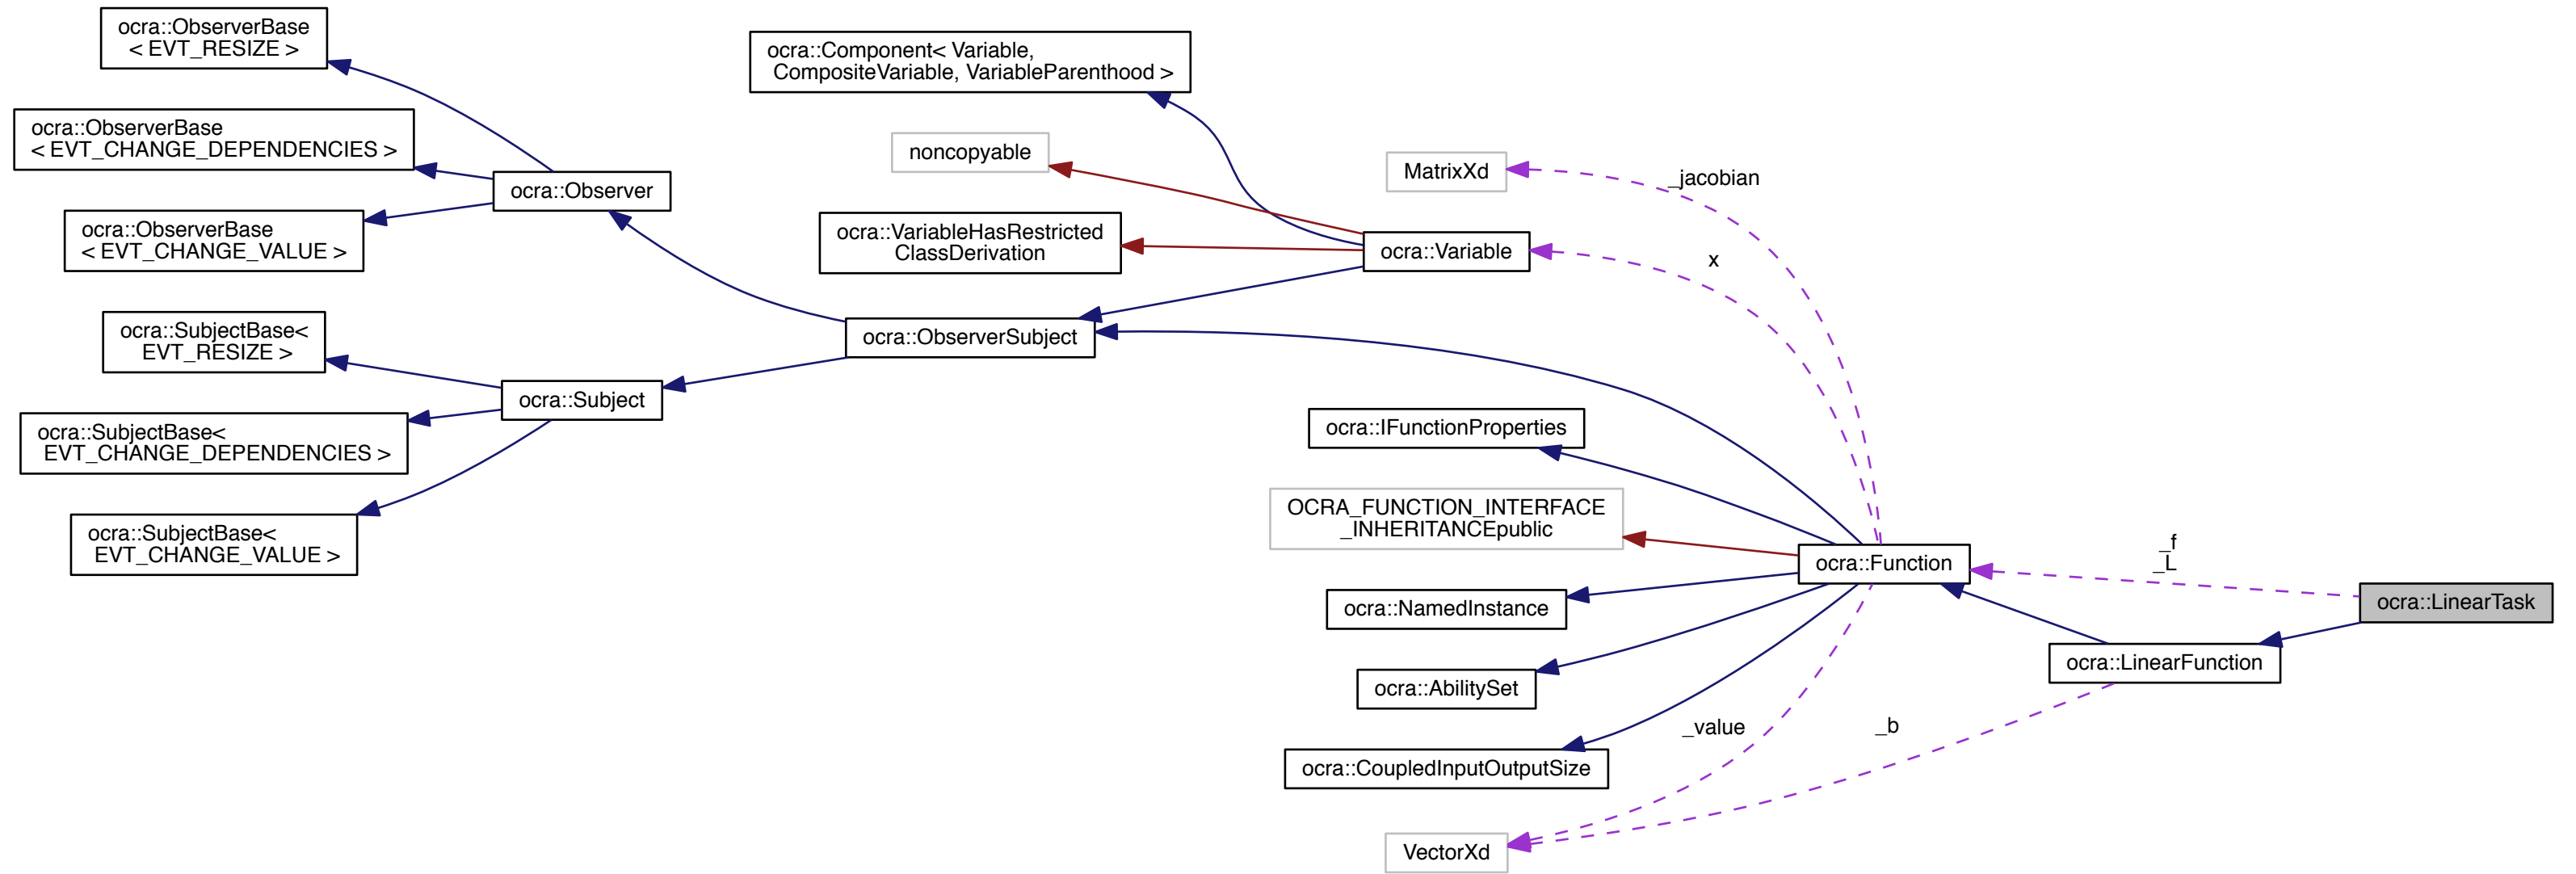 ocra::ObserverBase
< EVT_RESIZE >
ocra::ObserverBase
< EVT_CHANGE_DEPENDENCIES >
ocra::ObserverBase
< EVT_CHANGE_VALUE >
ocra::SubjectBase<
EVT_RESIZE >
ocra::SubjectBase<
EVT_CHANGE_DEPENDENCIES >
ocra::SubjectBase<
EVT_CHANGE_VALUE >
ocra::Observer
ocra::Subject
ocra::Component< Variable,
CompositeVariable, VariableParenthood >
noncopyable
ocra::VariableHasRestricted
ClassDerivation
ocra::ObserverSubject
MatrixXd
ocra::Variable
_jacobian
x
ocra::IFunctionProperties
OCRA_FUNCTION_INTERFACE
_INHERITANCEpublic
ocra::NamedInstance
ocra::AbilitySet
ocra::CoupledInputOutputSize
VectorXd
_value
_b
ocra::Function
_f
_L
ocra::LinearFunction
ocra::LinearTask